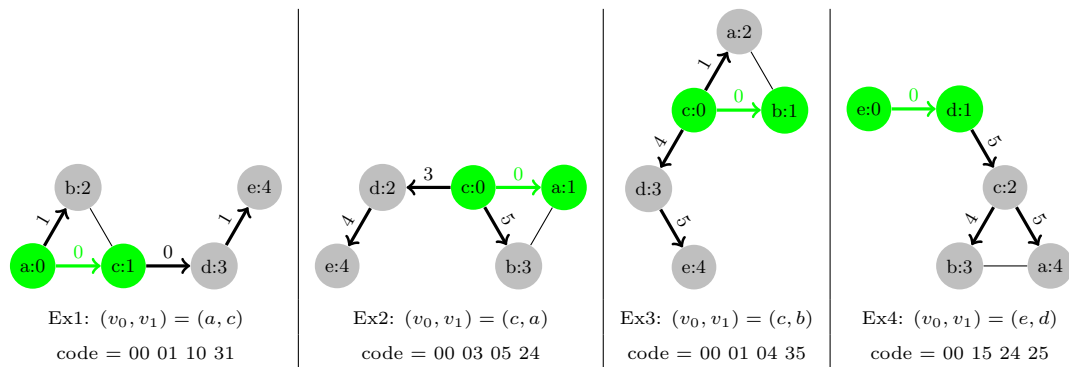 b:2
e:4
1
1
0
0
a:0
c:1
d:3
Ex1: (v₀, v₁) = (a, c)
code = 00 01 10 31
d:2
3
c:0
0
a:1
4
5
e:4
b:3
Ex2: (v₀, v₁) = (c, a)
code = 00 03 05 24
a:2
1
c:0
0
b:1
4
d:3
5
e:4
Ex3: (v₀, v₁) = (c, b)
code = 00 01 04 35
e:0
0
d:1
5
c:2
4
5
b:3
a:4
Ex4: (v₀, v₁) = (e, d)
code = 00 15 24 25